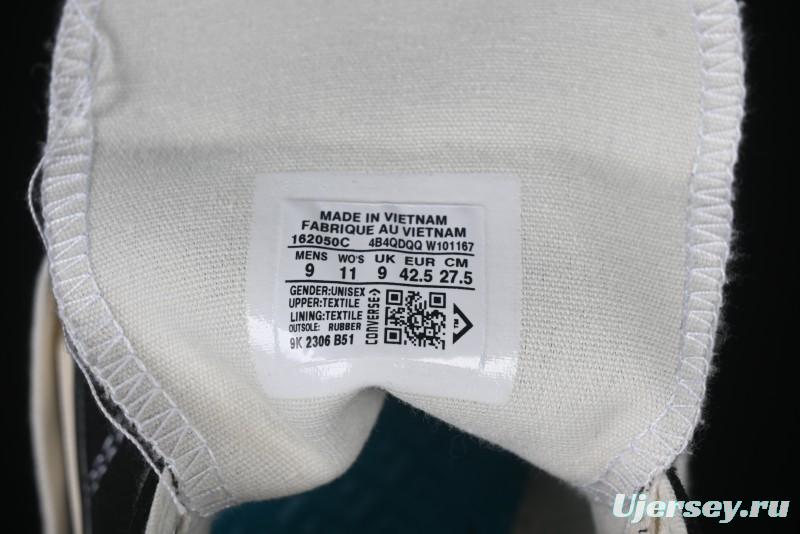 MADE IN VIETNAM
FABRIQUE AU VIETNAM
162050C 4B4QDQQ W101167
MENS WO'S UK EUR CM
9 11 9 42.5 27.5
GENDER:UNISEX
UPPER:TEXTILE
LINING:TEXTILE
OUTSOLE: RUBBER
9K 2306 B51
CONVERSE
TM
Ujersey.ru